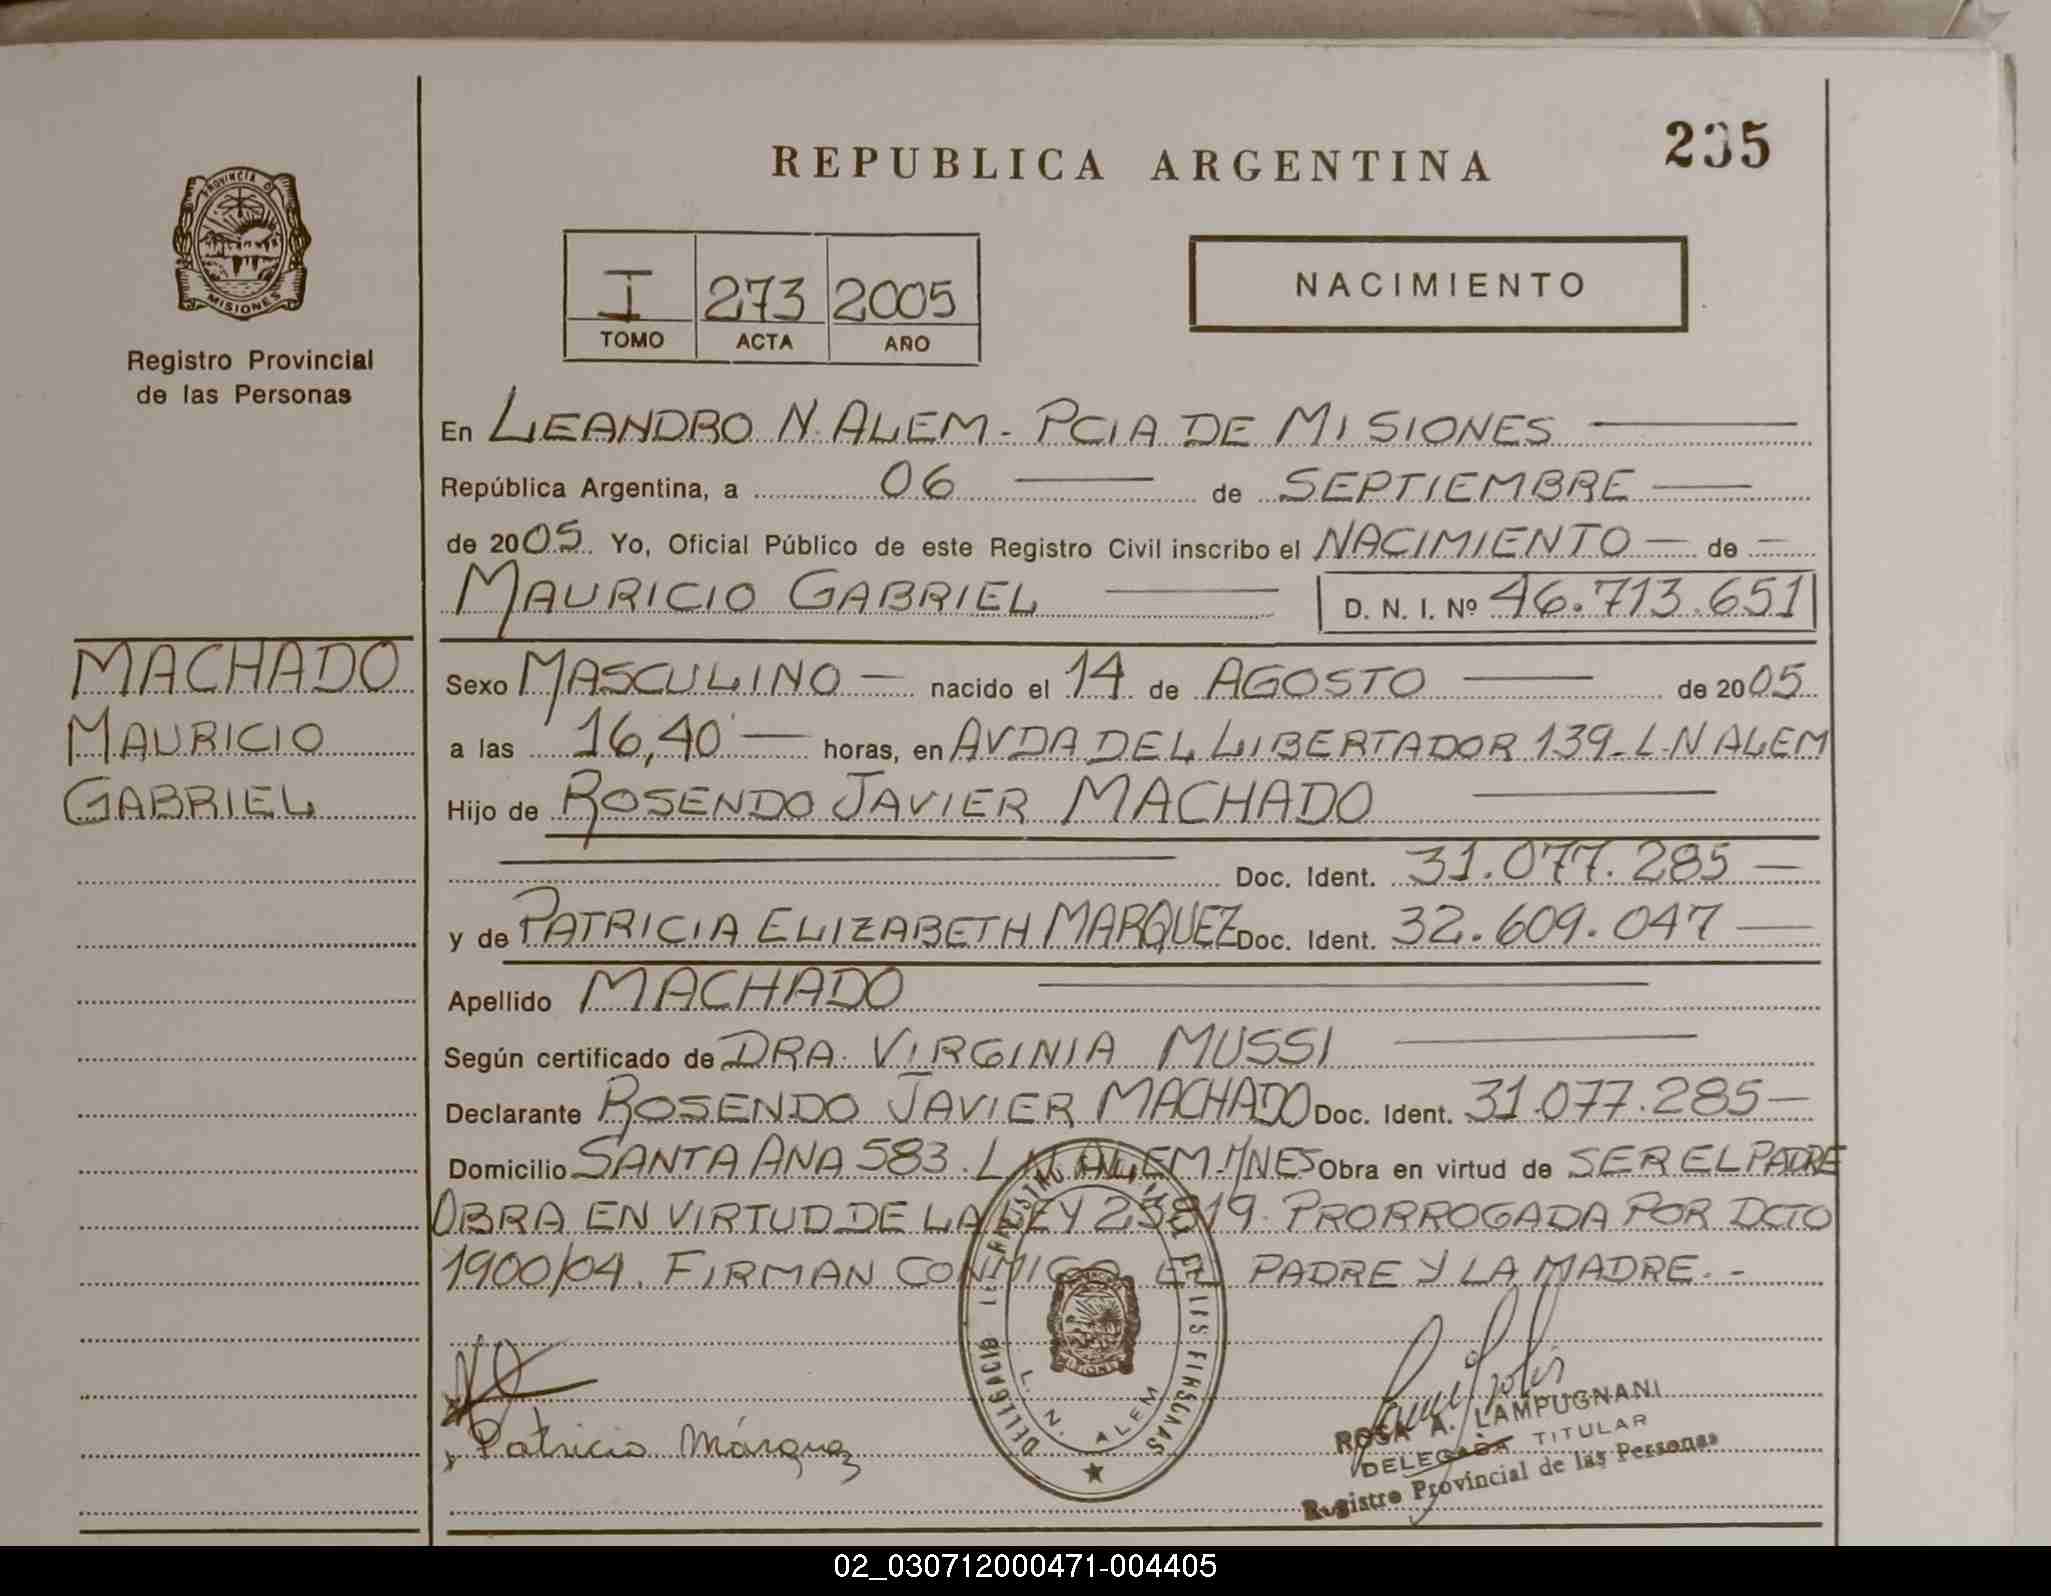 REPUBLICA ARGENTINA
235
PROVINCIA DE
MISIONES
Registro Provincial
de las Personas
I 273 2005
TOMO ACTA AÑO
NACIMIENTO
En LEANDRO N. ALEM - PCIA DE MISIONES
República Argentina, a 06 de SEPTIEMBRE
de 2005. Yo, Oficial Público de este Registro Civil inscribo el NACIMIENTO de
MAURICIO GABRIEL D. N. I. Nº 46.713.651
MACHADO
MAURICIO
GABRIEL
Sexo MASCULINO - nacido el 14 de AGOSTO de 2005
a las 16,40 - horas, en AVDA DEL LIBERTADOR 139-L.N ALEM
Hijo de ROSENDO JAVIER MACHADO
Doc. Ident. 31.077.285 -
y de PATRICIA ELIZABETH MARQUEZ Doc. Ident. 32.609.047 -
Apellido MACHADO
Según certificado de DRA. VIRGINIA MUSSI
Declarante ROSENDO JAVIER MACHADO Doc. Ident. 31.077.285 -
Domicilio SANTA ANA 583. L.N. ALEM. M/NES Obra en virtud de SER EL PADRE
OBRA EN VIRTUD DE LA LEY 23819. PRORROGADA POR DCTO
1900/04. FIRMAN CONMIGO EL PADRE Y LA MADRE. -
Patricia Márquez
L. N. ALEM
ROSA A. LAMPUGNANI
DELEGADA TITULAR
Registro Provincial de las Personas
02_030712000471-004405